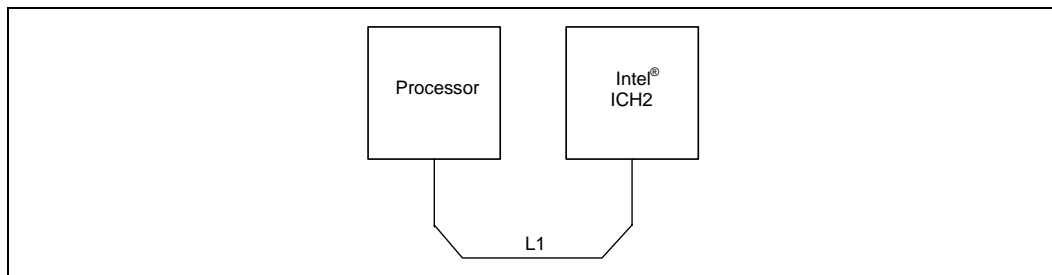 Processor
Intel®
ICH2
L1